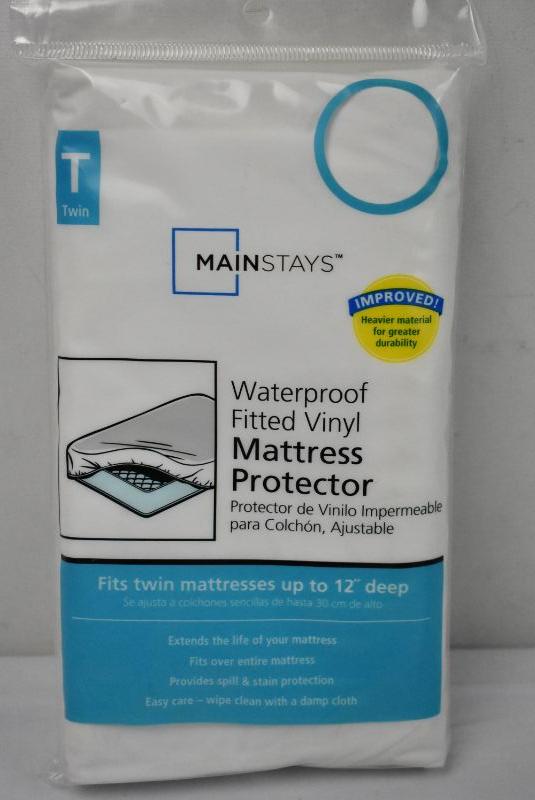 T
Twin
MAINSTAYS™
IMPROVED!
Heavier material
for greater
durability
Waterproof
Fitted Vinyl
Mattress
Protector
Protector de Vinilo Impermeable
para Colchón, Ajustable
Fits twin mattresses up to 12″ deep
Se ajusta a colchones sencillas de hasta 30 cm de alto
Extends the life of your mattress
Fits over entire mattress
Provides spill & stain protection
Easy care – wipe clean with a damp cloth